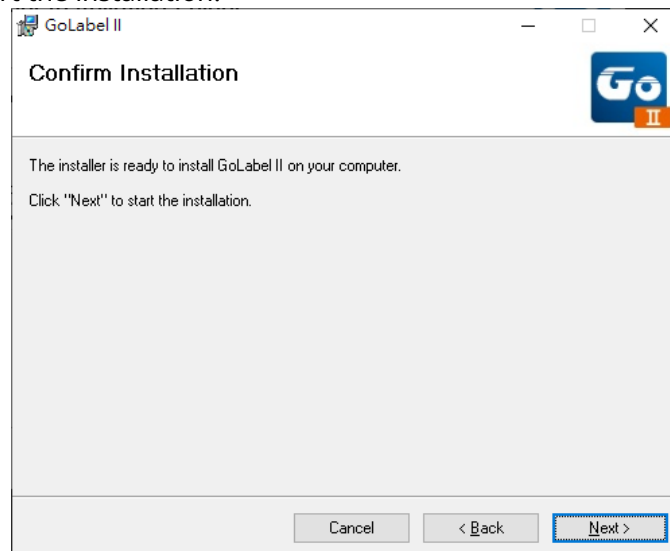 GoLabel II
Confirm Installation
Go
II
The installer is ready to install GoLabel II on your computer.
Click "Next" to start the installation.
Cancel
< Back
Next >